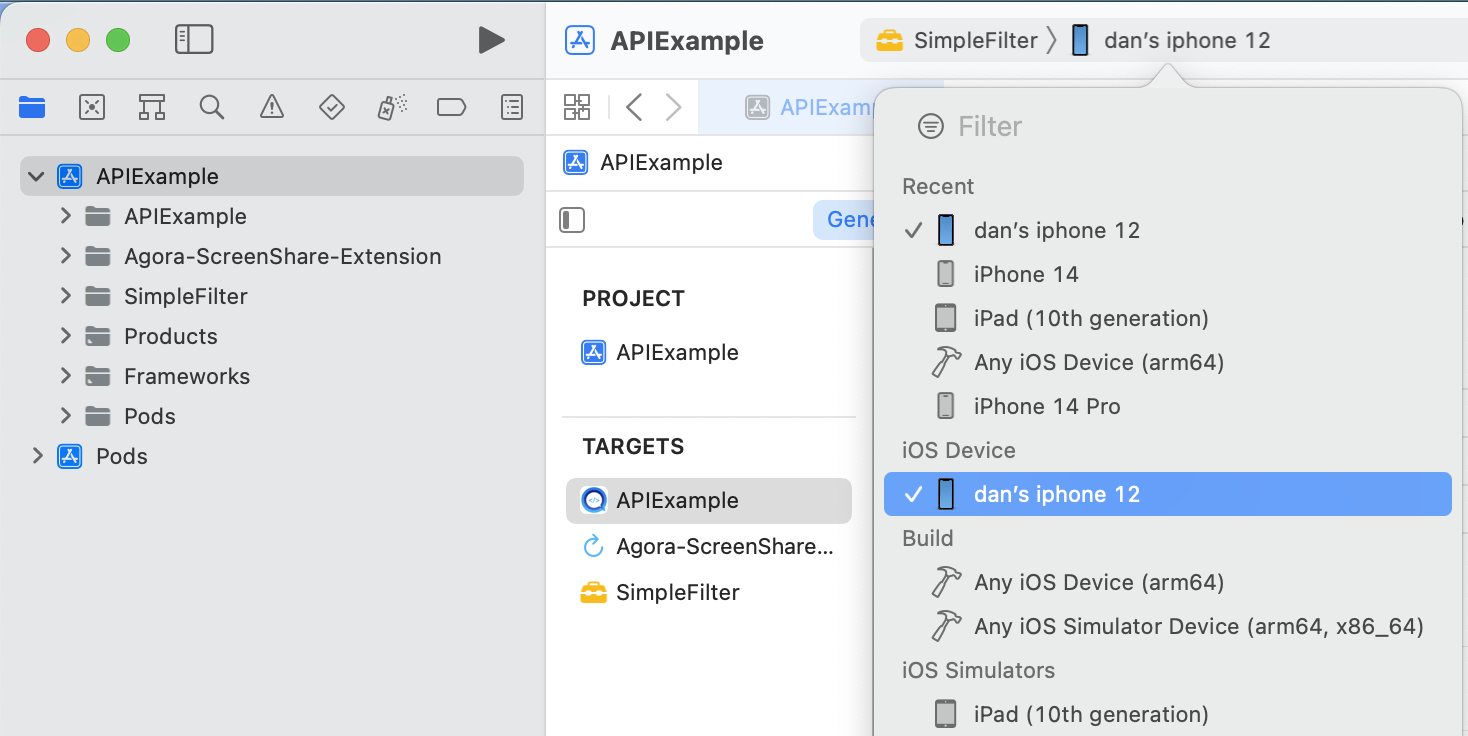 APIExample
SimpleFilter
dan’s iphone 12
APIExample
APIExample
Agora-ScreenShare-Extension
SimpleFilter
Products
Frameworks
Pods
Pods
APIExam
APIExample
Gene
PROJECT
APIExample
TARGETS
APIExample
Agora-ScreenShare...
SimpleFilter
Filter
Recent
dan’s iphone 12
iPhone 14
iPad (10th generation)
Any iOS Device (arm64)
iPhone 14 Pro
iOS Device
dan’s iphone 12
Build
Any iOS Device (arm64)
Any iOS Simulator Device (arm64, x86_64)
iOS Simulators
iPad (10th generation)